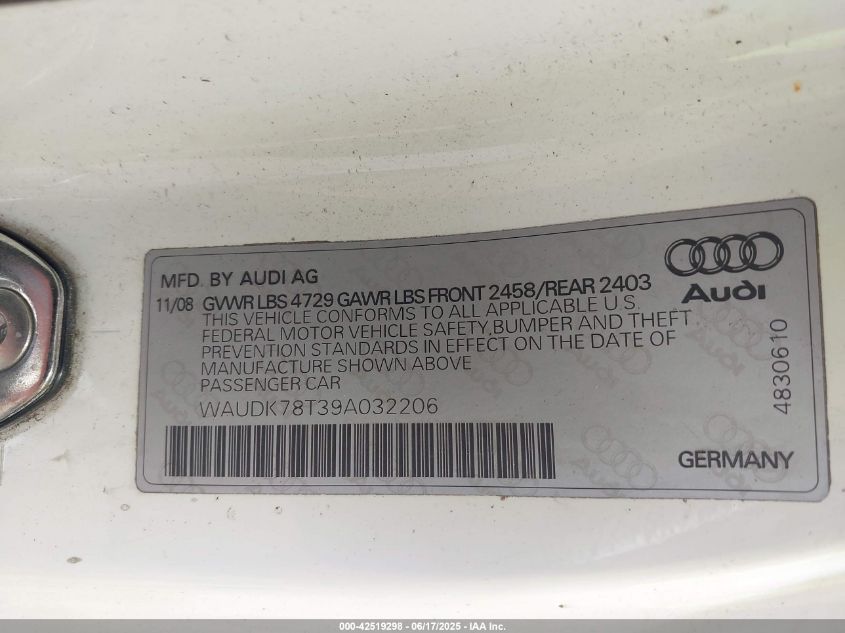 MFD. BY AUDI AG
11/08 GVWR LBS 4729 GAWR LBS FRONT 2458/REAR 2403
THIS VEHICLE CONFORMS TO ALL APPLICABLE U.S.
FEDERAL MOTOR VEHICLE SAFETY, BUMPER AND THEFT
PREVENTION STANDARDS IN EFFECT ON THE DATE OF
MANUFACTURE SHOWN ABOVE
PASSENGER CAR
WAUDK78T39A032206
Audi
4830610
GERMANY
000-42519298 - 06/17/2025 - IAA Inc.